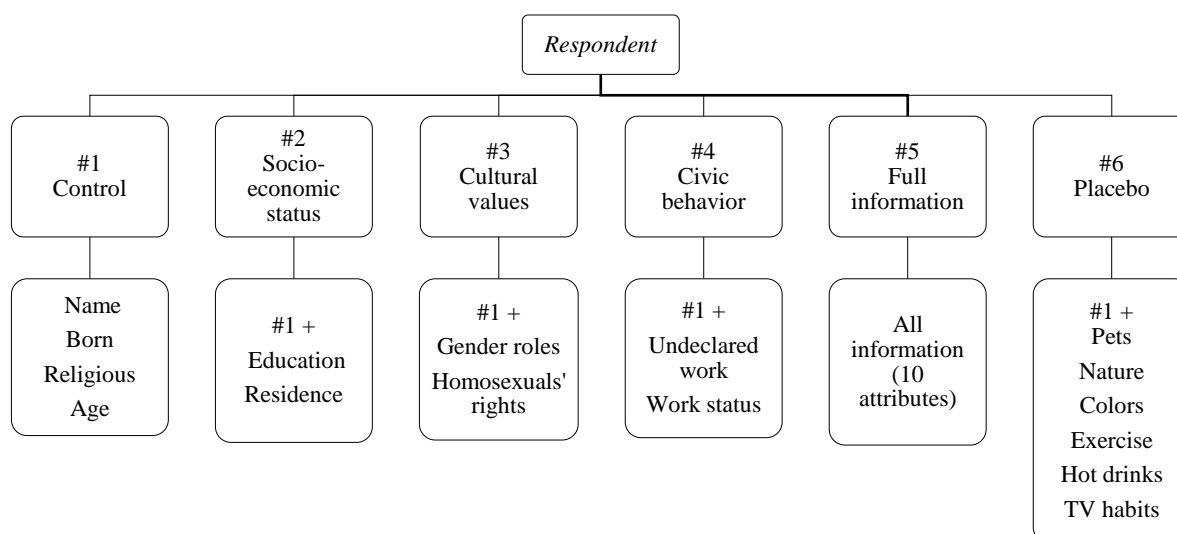 Respondent
#1
Control
#2
Socio-
economic
status
#3
Cultural
values
#4
Civic
behavior
#5
Full
information
#6
Placebo
Name
Born
Religious
Age
#1 +
Education
Residence
#1 +
Gender roles
Homosexuals'
rights
#1 +
Undeclared
work
Work status
All
information
(10
attributes)
#1 +
Pets
Nature
Colors
Exercise
Hot drinks
TV habits